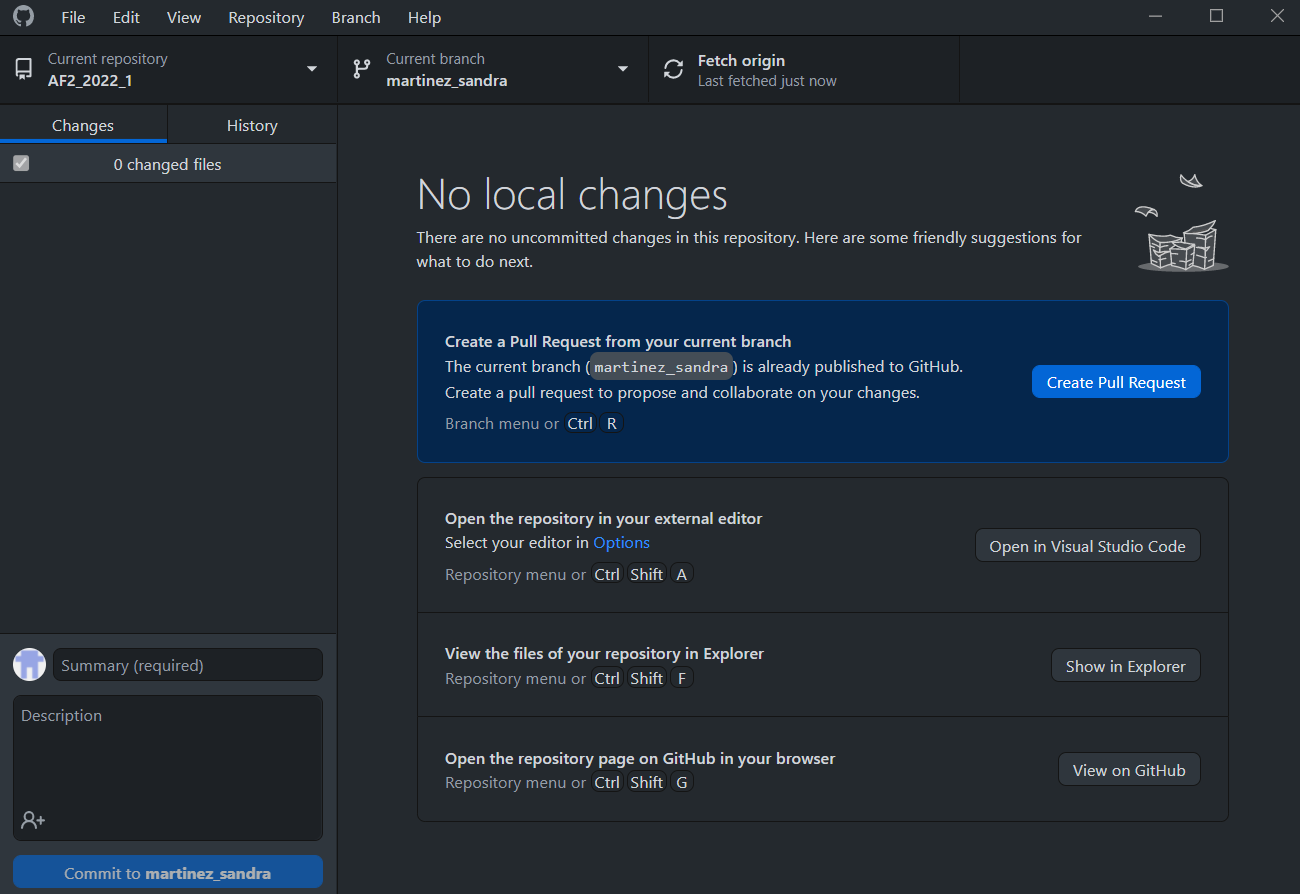 File Edit View Repository Branch Help
Current repository
AF2_2022_1
Current branch
martinez_sandra
Fetch origin
Last fetched just now
Changes History
0 changed files
No local changes
There are no uncommitted changes in this repository. Here are some friendly suggestions for
what to do next.
Create a Pull Request from your current branch
The current branch (martinez_sandra) is already published to GitHub.
Create a pull request to propose and collaborate on your changes.
Branch menu or Ctrl R
Create Pull Request
Open the repository in your external editor
Select your editor in Options
Repository menu or Ctrl Shift A
Open in Visual Studio Code
View the files of your repository in Explorer
Repository menu or Ctrl Shift F
Show in Explorer
Open the repository page on GitHub in your browser
Repository menu or Ctrl Shift G
View on GitHub
Summary (required)
Description
Commit to martinez_sandra